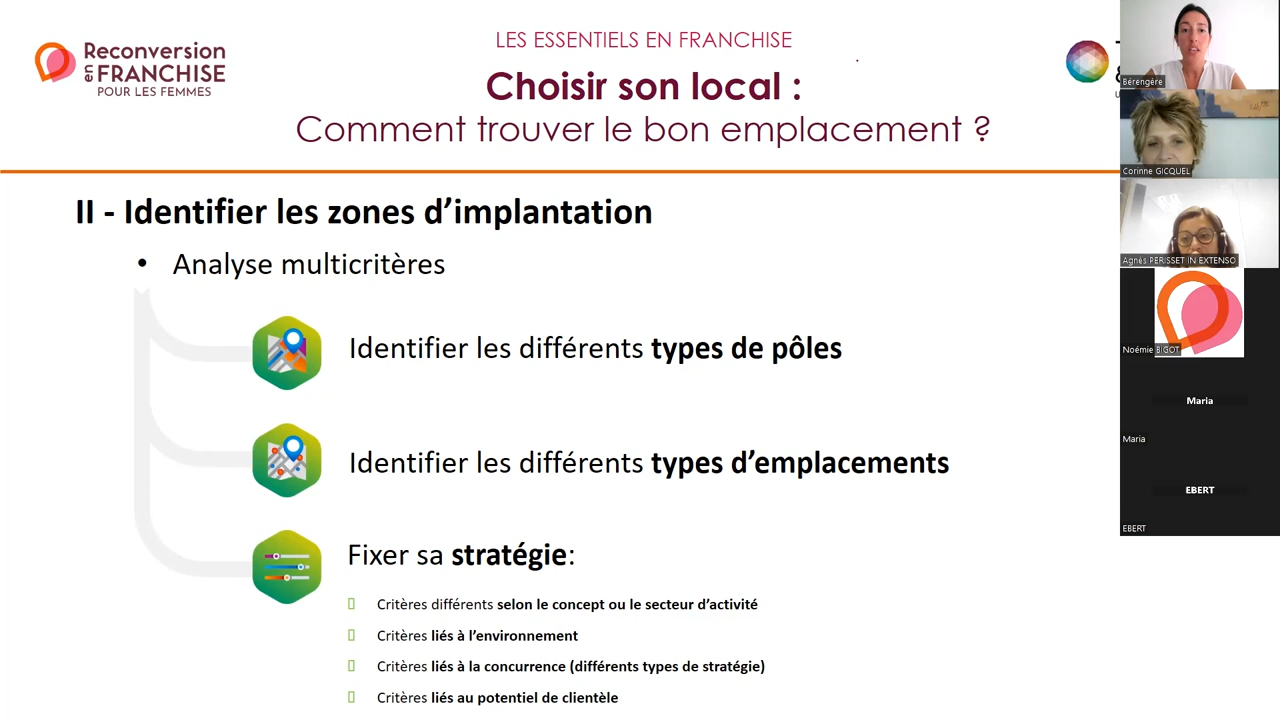 Reconversion
en FRANCHISE
POUR LES FEMMES
LES ESSENTIELS EN FRANCHISE
Choisir son local :
Comment trouver le bon emplacement ?
II - Identifier les zones d’implantation
• Analyse multicritères
Identifier les différents types de pôles
Identifier les différents types d’emplacements
Fixer sa stratégie:
Critères différents selon le concept ou le secteur d’activité
Critères liés à l’environnement
Critères liés à la concurrence (différents types de stratégie)
Critères liés au potentiel de clientèle
Bérengère
Corinne GICQUEL
Agnès PERISSET IN EXTENSO
Noémie BIGOT
Maria
Maria
EBERT
EBERT